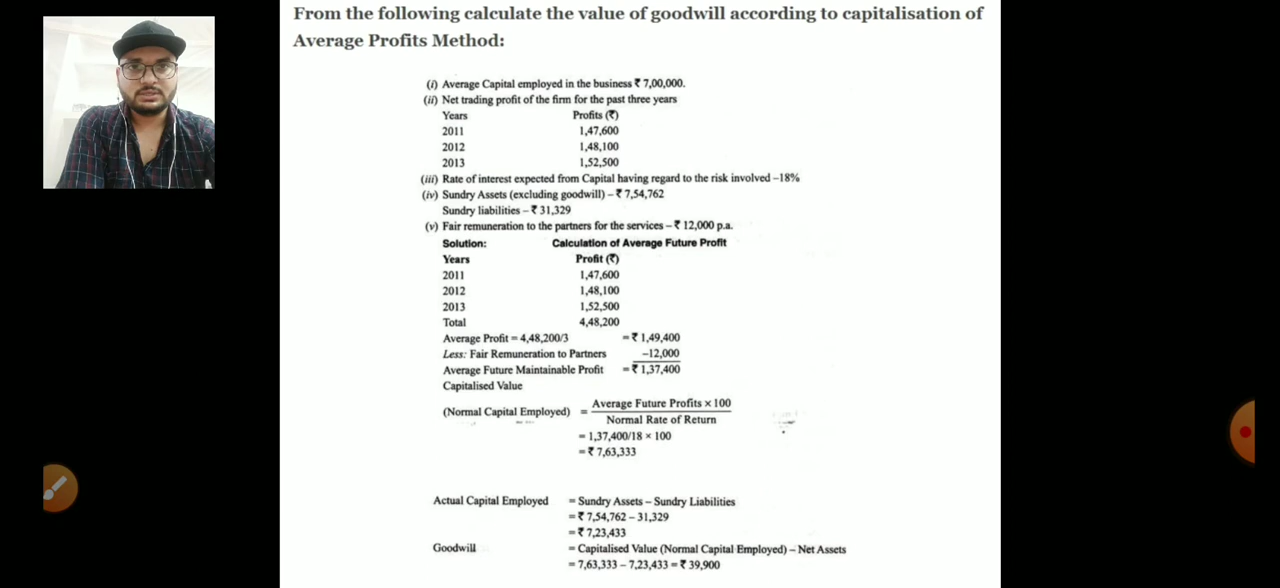 From the following calculate the value of goodwill according to capitalisation of
Average Profits Method:
(i) Average Capital employed in the business ₹ 7,00,000.
(ii) Net trading profit of the firm for the past three years
Years Profits (₹)
2011 1,47,600
2012 1,48,100
2013 1,52,500
(iii) Rate of interest expected from Capital having regard to the risk involved –18%
(iv) Sundry Assets (excluding goodwill) – ₹ 7,54,762
Sundry liabilities – ₹ 31,329
(v) Fair remuneration to the partners for the services – ₹ 12,000 p.a.
Solution: Calculation of Average Future Profit
Years Profit (₹)
2011 1,47,600
2012 1,48,100
2013 1,52,500
Total 4,48,200
Average Profit = 4,48,200/3 = ₹ 1,49,400
Less: Fair Remuneration to Partners –12,000
Average Future Maintainable Profit = ₹ 1,37,400
Capitalised Value
(Normal Capital Employed) = Average Future Profits × 100
Normal Rate of Return
= 1,37,400/18 × 100
= ₹ 7,63,333
Actual Capital Employed = Sundry Assets – Sundry Liabilities
= ₹ 7,54,762 – 31,329
= ₹ 7,23,433
Goodwill = Capitalised Value (Normal Capital Employed) – Net Assets
= 7,63,333 – 7,23,433 = ₹ 39,900